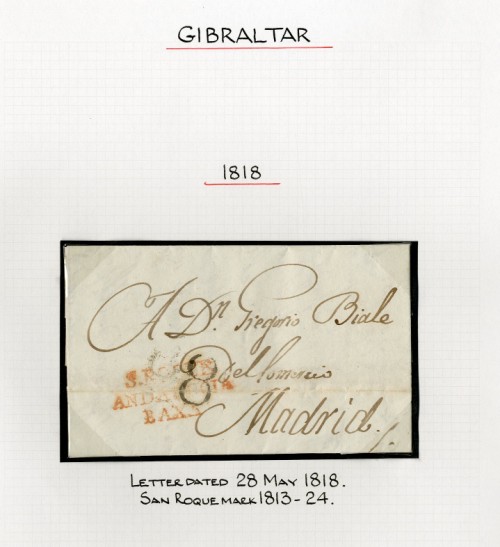 GIBRALTAR
1818
A Dn. Gregorio Biale
del Comercio
8
S. ROQUE
ANDALUCIA
BAXA
Madrid.
LETTER DATED 28 MAY 1818.
SAN ROQUE MARK 1813-24.